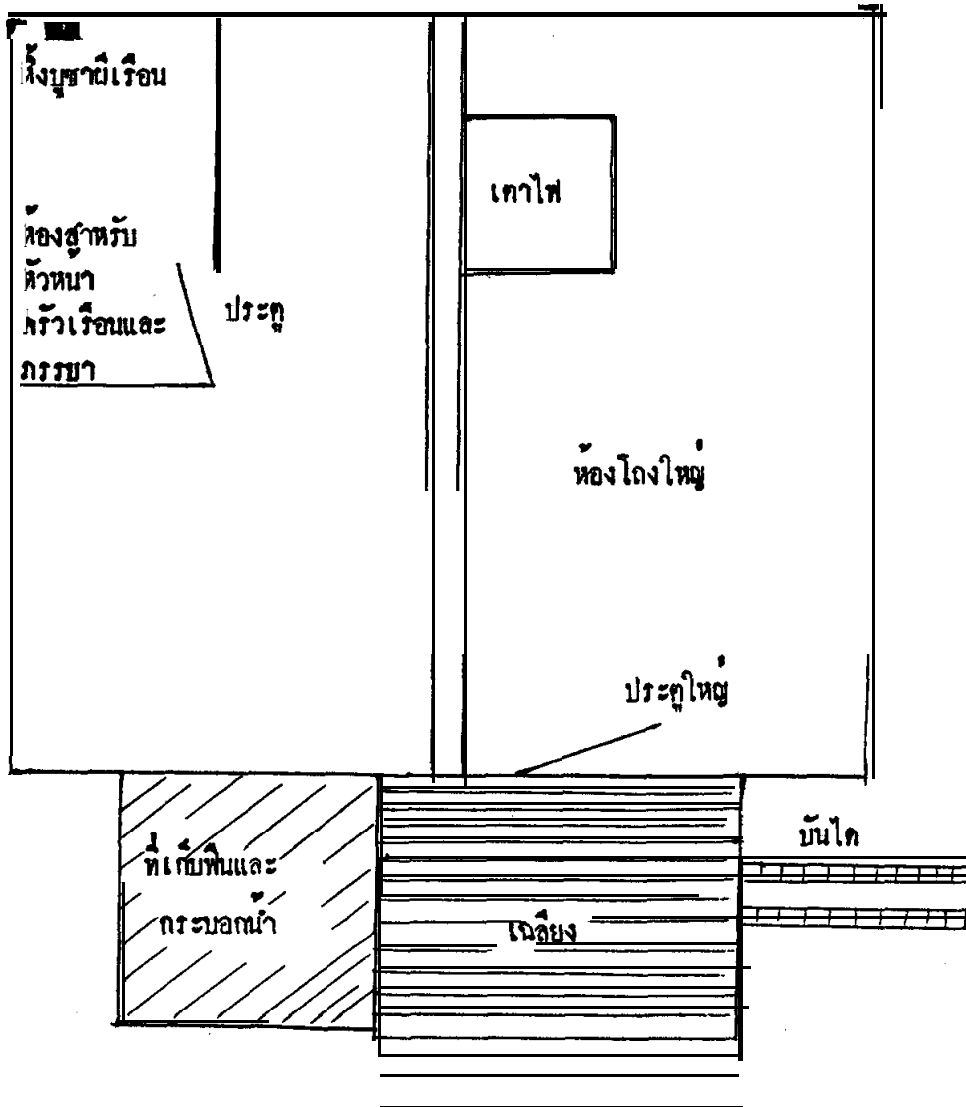 หิ้งบูชาผีเรือน
ห้องสำหรับ
หัวหน้า
ครัวเรือนและ
ภรรยา
ประตู
เตาไฟ
ห้องโถงใหญ่
ประตูใหญ่
ที่เก็บฟืนและ
กระบอกน้ำ
เฉลียง
บันได